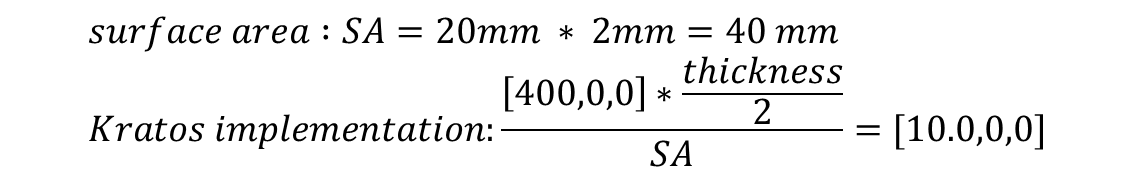 surface area : SA = 20mm * 2mm = 40 mm
Kratos implementation: ([400,0,0] * (thickness / 2)) / SA = [10.0,0,0]